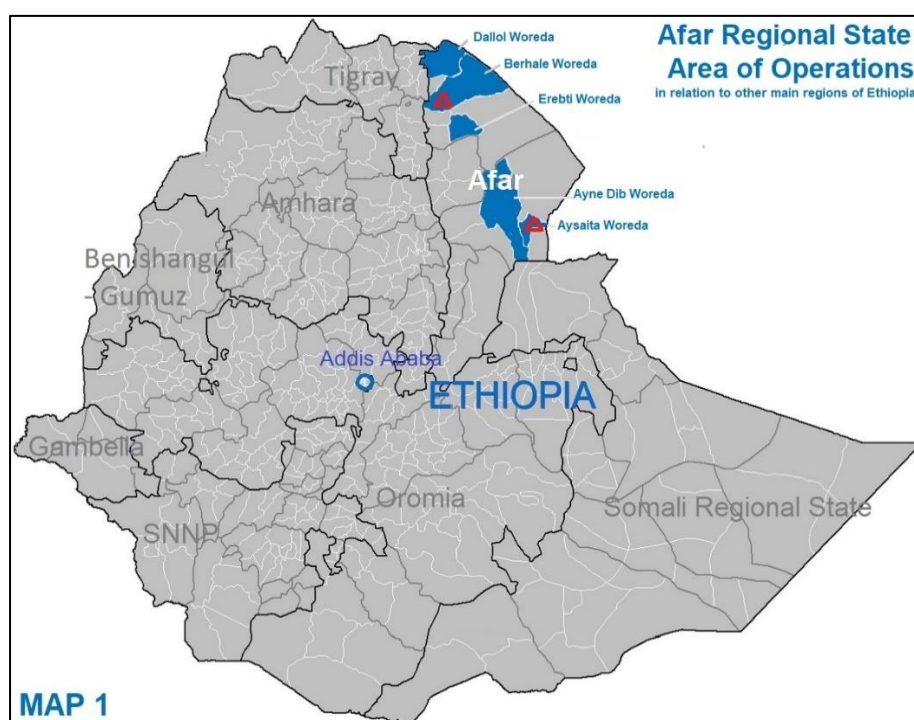 Afar Regional State
Area of Operations
in relation to other main regions of Ethiopia
Dallol Woreda
Berhale Woreda
Erebti Woreda
Tigray
Afar
Ayne Dib Woreda
Amhara
Aysaita Woreda
Benishangul
- Gumuz
Addis Ababa
ETHIOPIA
Gambella
Oromia
Somali Regional State
SNNP
MAP 1